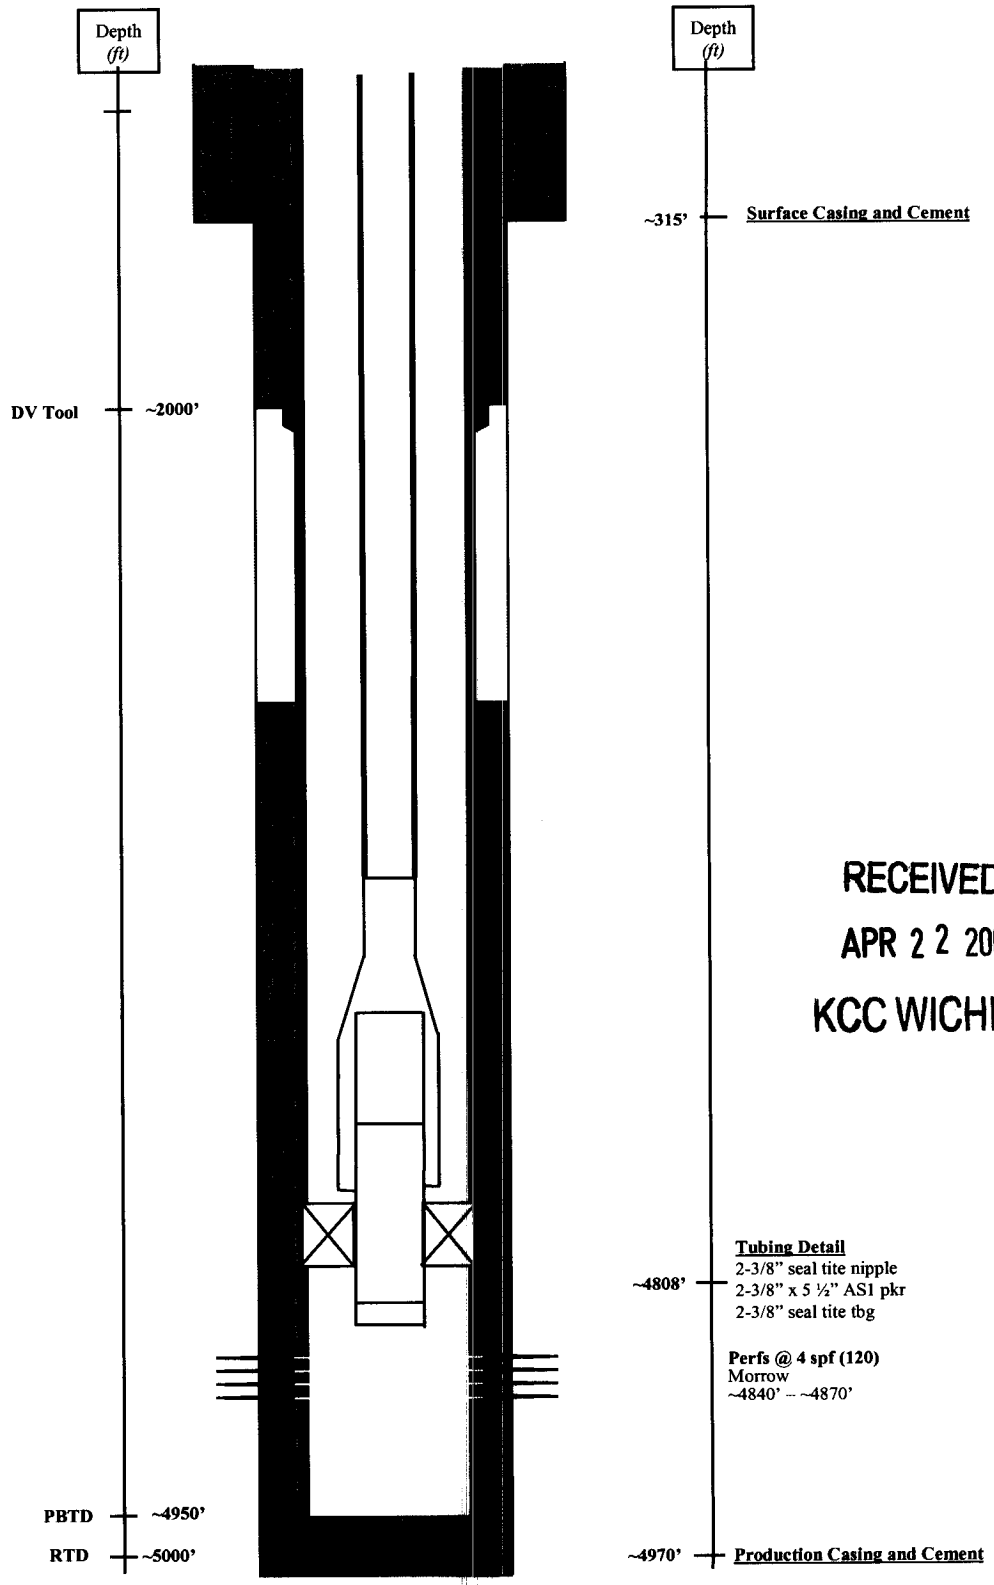 Depth
(ft)
Depth
(ft)
~315' Surface Casing and Cement
DV Tool ~2000'
RECEIVED
APR 2 2 20
KCC WICHI
~4808'
Tubing Detail
2-3/8" seal tite nipple
2-3/8" x 5 ½" AS1 pkr
2-3/8" seal tite tbg
Perfs @ 4 spf (120)
Morrow
~4840' – ~4870'
PBTD ~4950'
RTD ~5000'
~4970' Production Casing and Cement